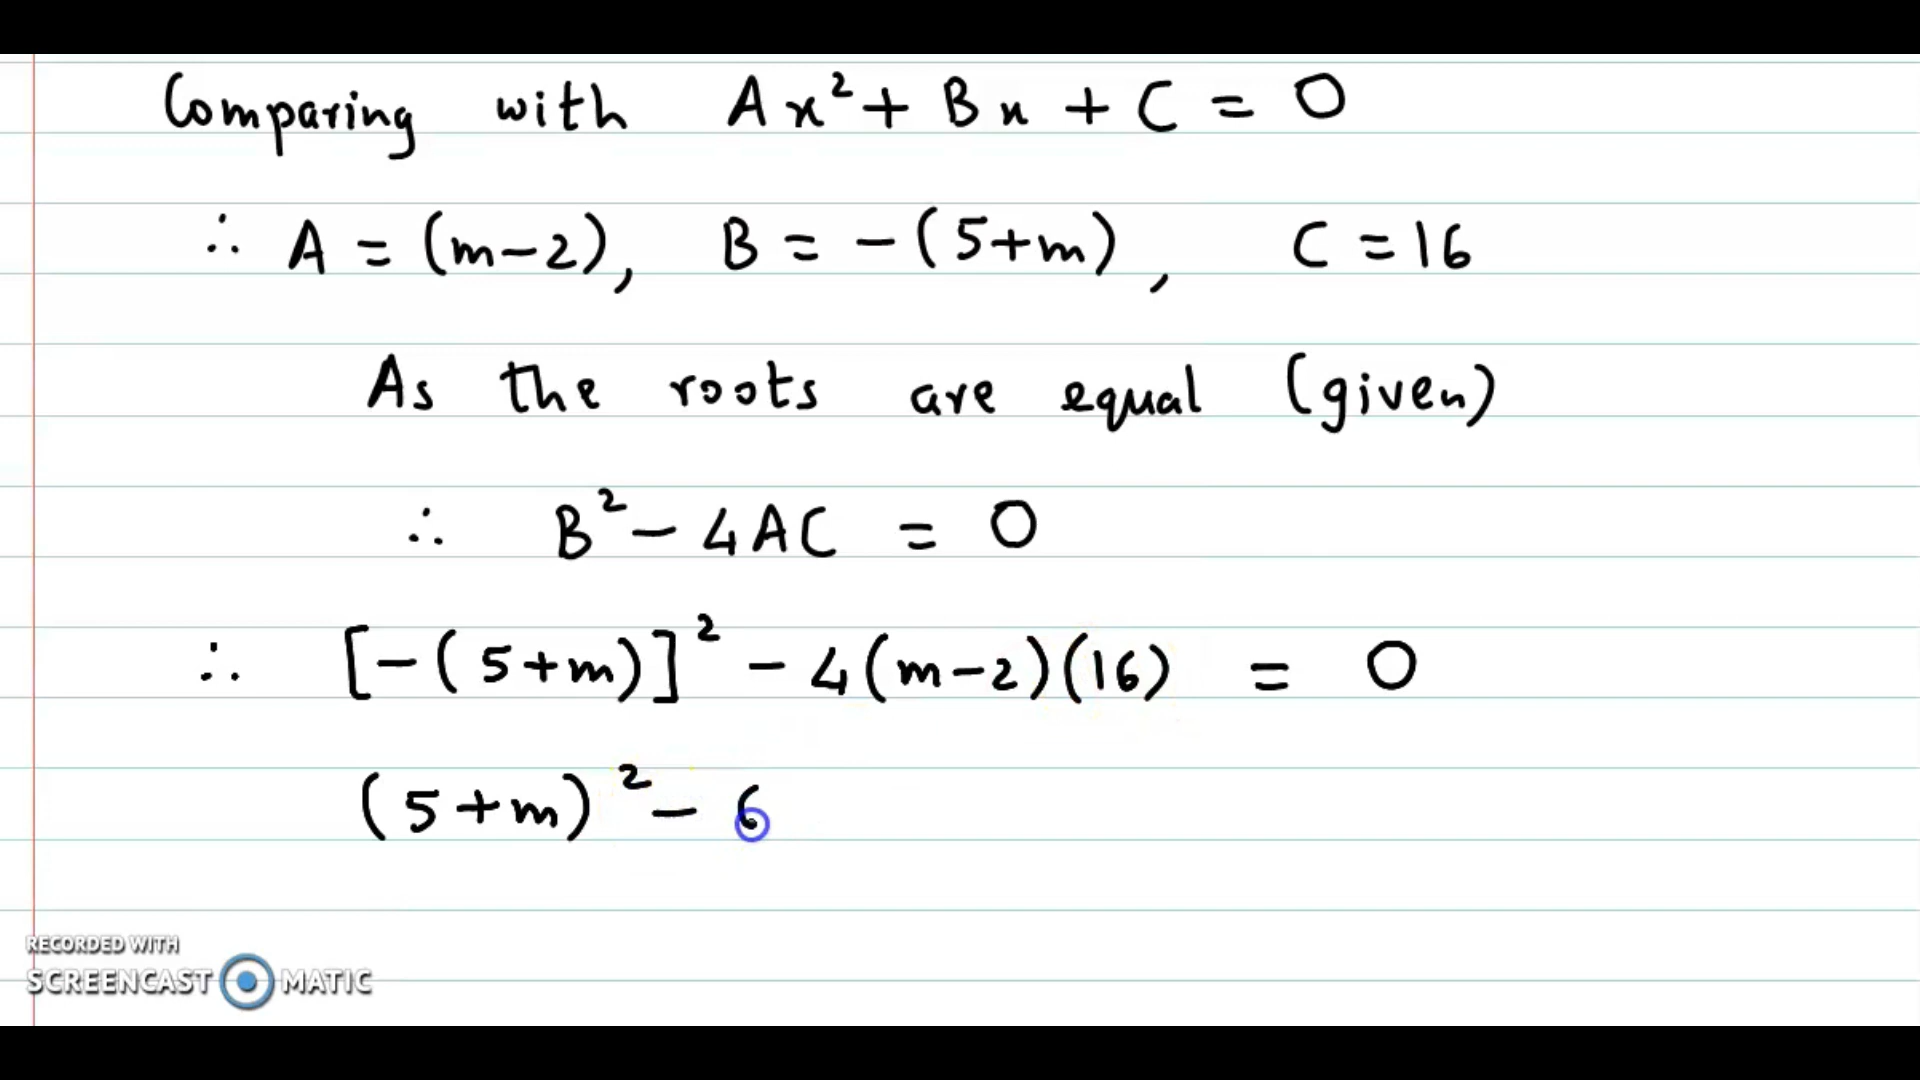 Comparing with Ax² + Bx + C = 0
∴ A = (m-2), B = -(5+m), C = 16
As the roots are equal (given)
∴ B² - 4AC = 0
∴ [-(5+m)]² - 4(m-2)(16) = 0
(5+m)² - 6
RECORDED WITH
SCREENCAST MATIC